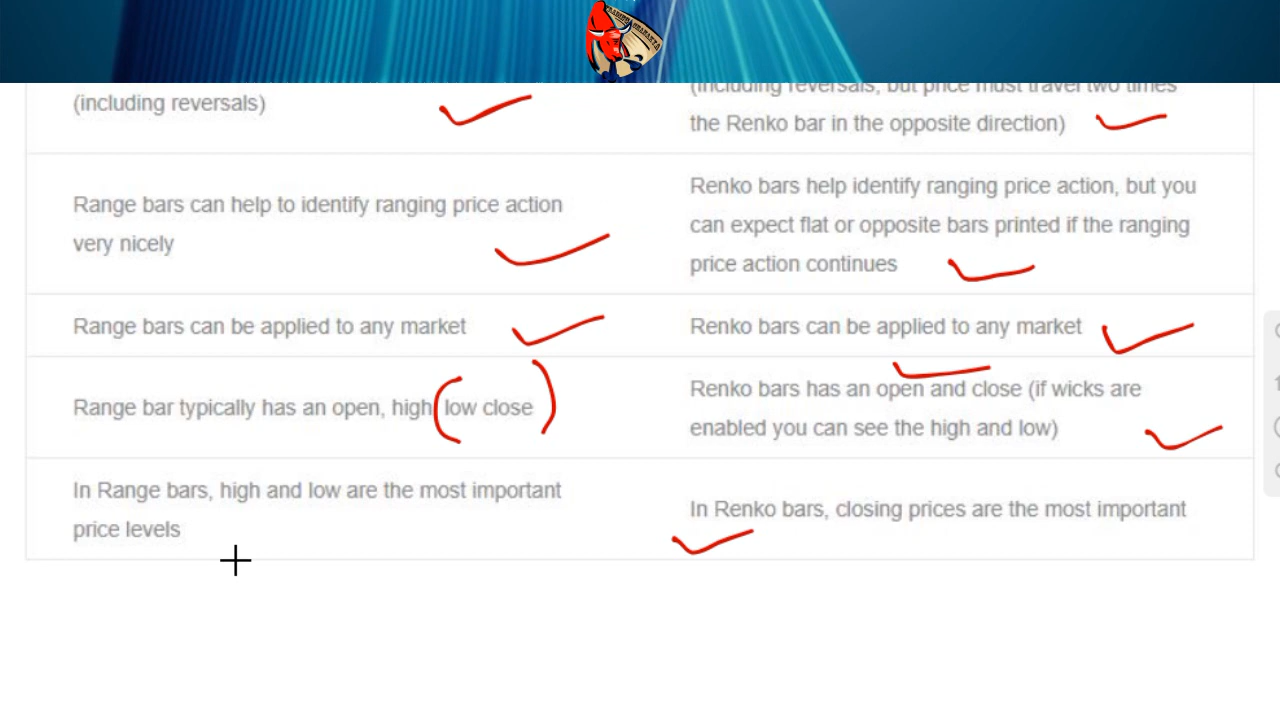 (including reversals)
(including reversals, but price must travel two times
the Renko bar in the opposite direction)
Range bars can help to identify ranging price action
very nicely
Renko bars help identify ranging price action, but you
can expect flat or opposite bars printed if the ranging
price action continues
Range bars can be applied to any market
Renko bars can be applied to any market
Range bar typically has an open, high low close
Renko bars has an open and close (if wicks are
enabled you can see the high and low)
In Range bars, high and low are the most important
price levels
In Renko bars, closing prices are the most important